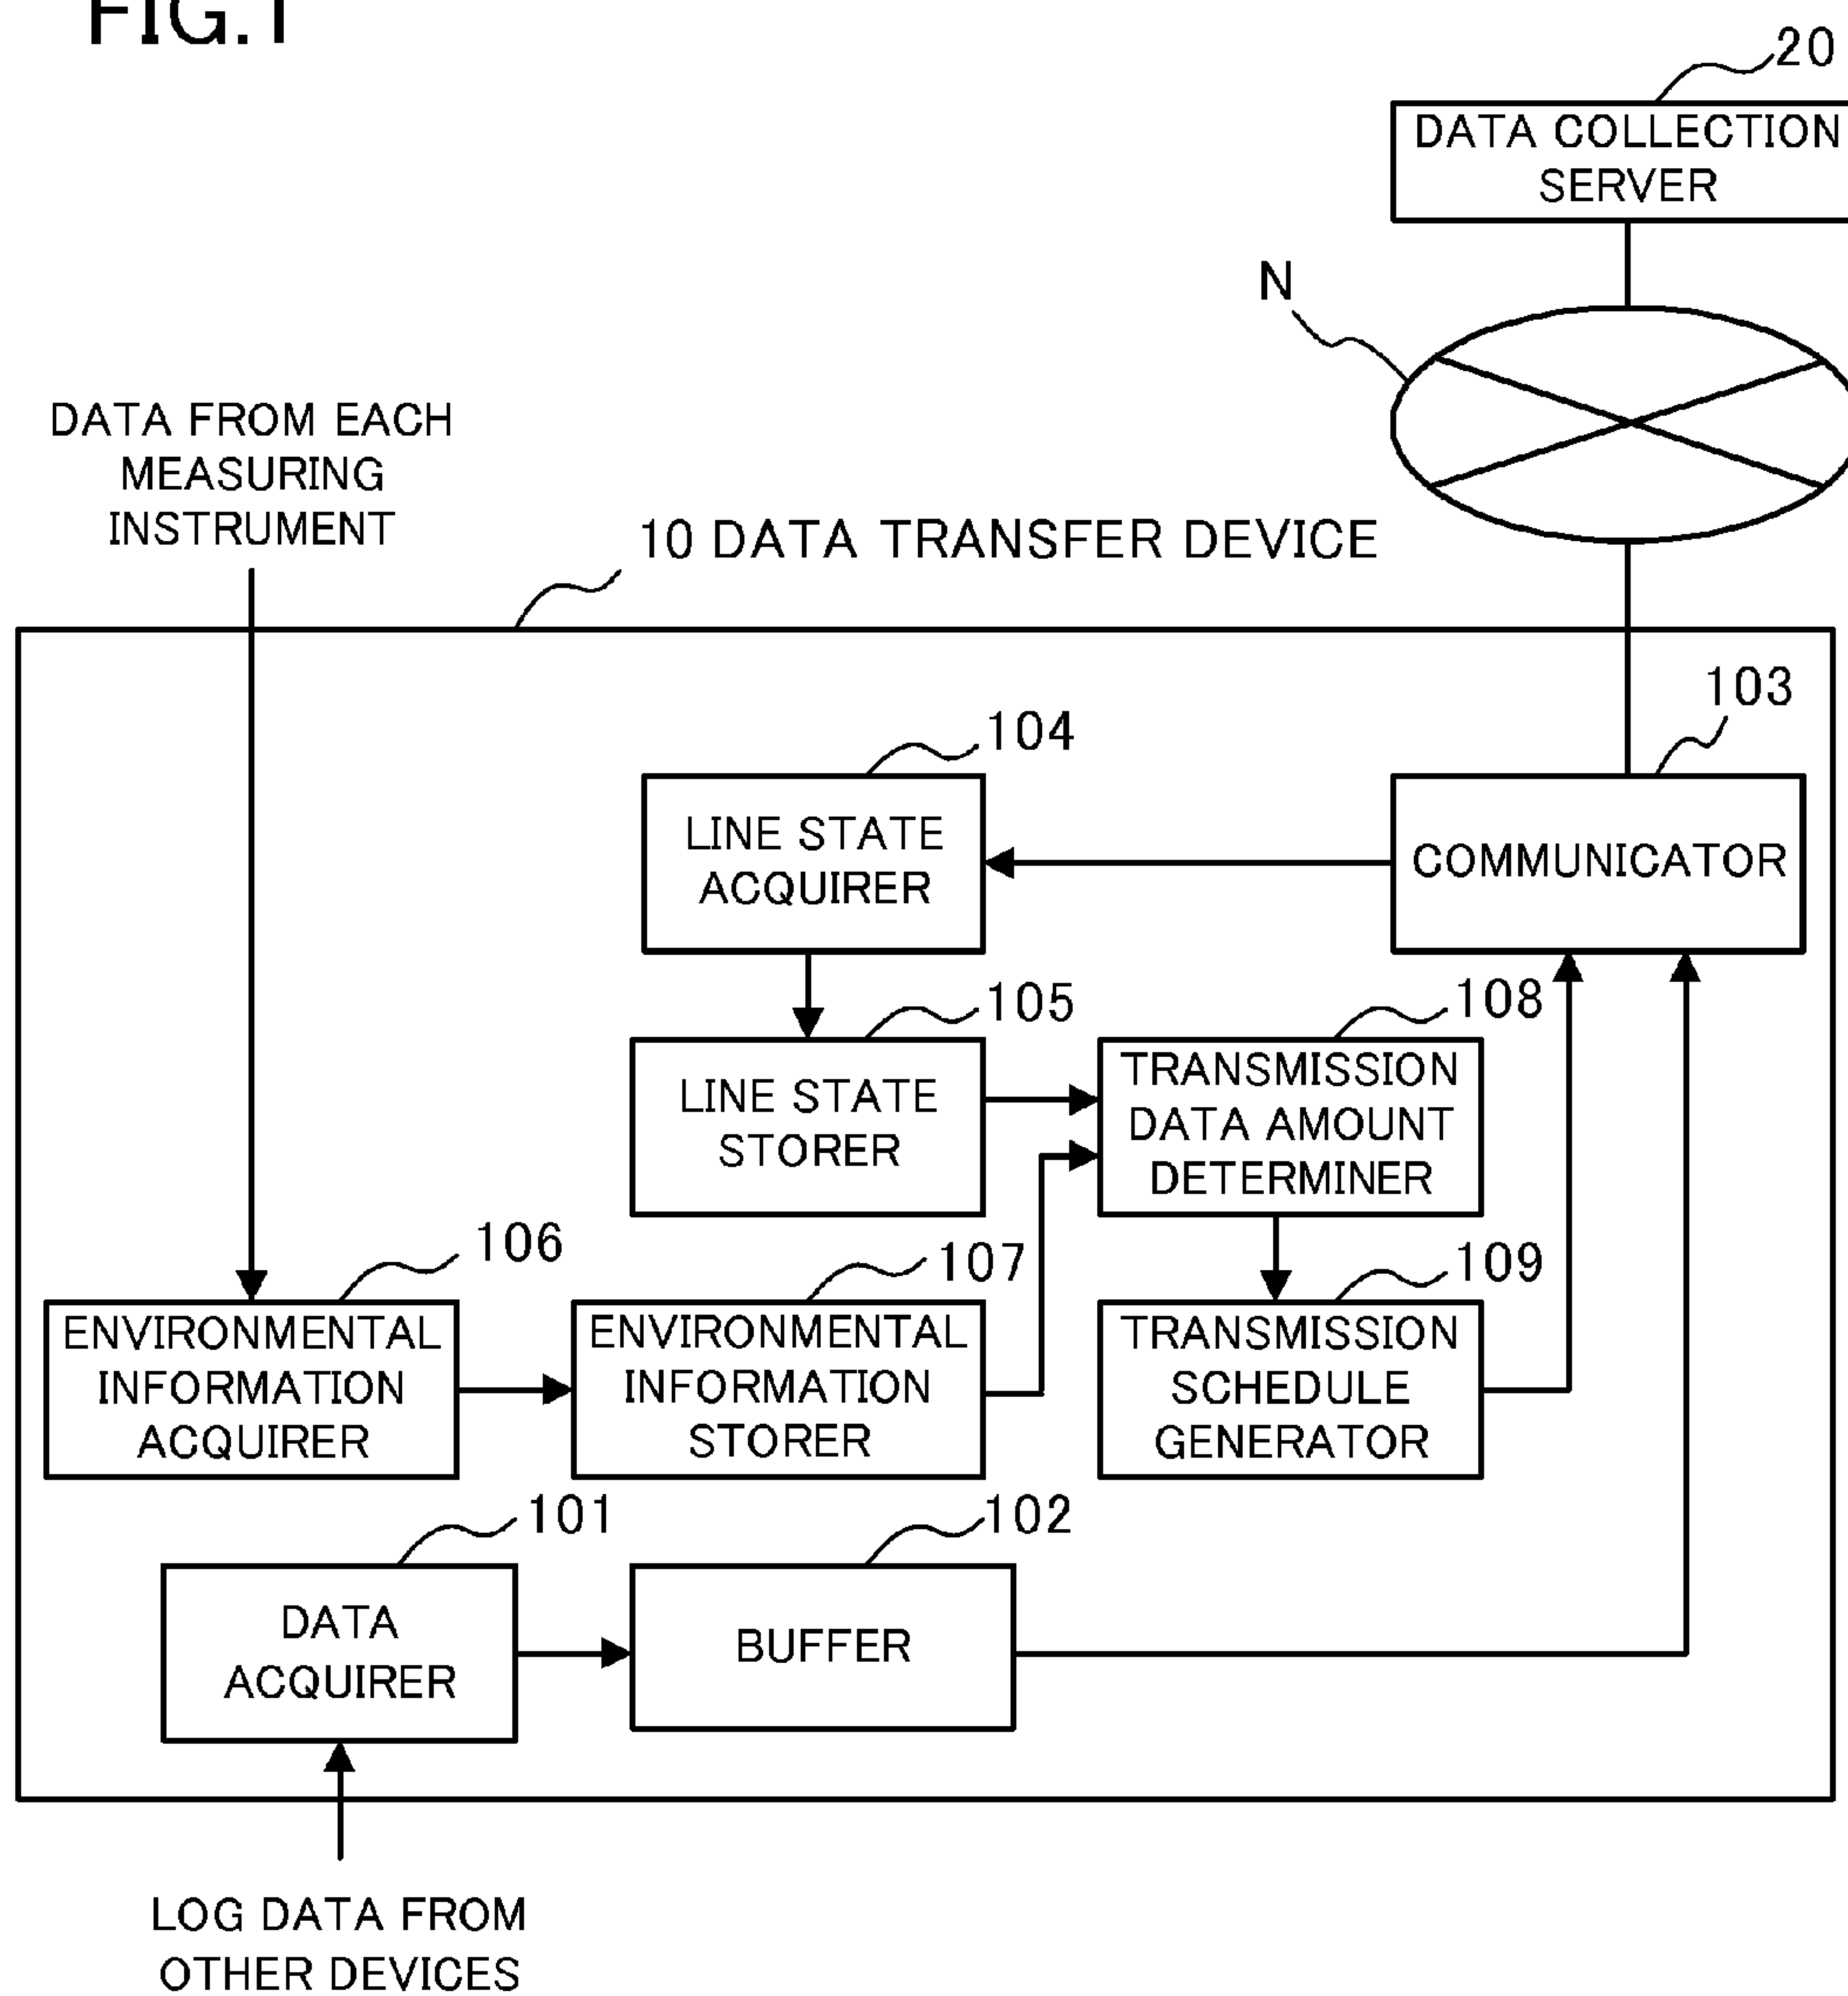 FIG.1
20
DATA COLLECTION
SERVER
N
DATA FROM EACH
MEASURING
INSTRUMENT
10 DATA TRANSFER DEVICE
103
104
LINE STATE
ACQUIRER
COMMUNICATOR
105
108
LINE STATE
STORER
TRANSMISSION
DATA AMOUNT
DETERMINER
106
107
109
ENVIRONMENTAL
INFORMATION
ACQUIRER
ENVIRONMENTAL
INFORMATION
STORER
TRANSMISSION
SCHEDULE
GENERATOR
101
102
DATA
ACQUIRER
BUFFER
LOG DATA FROM
OTHER DEVICES